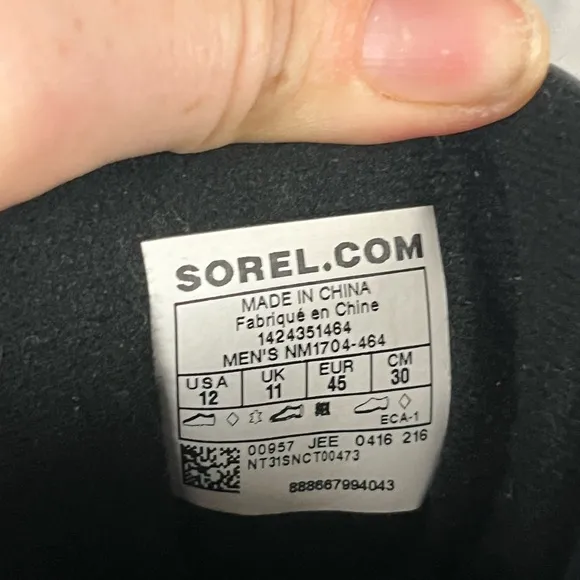 SOREL.COM
MADE IN CHINA
Fabriqué en Chine
1424351464
MEN'S NM1704-464
USA UK EUR CM
12 11 45 30
ECA-1
00957 JEE 0416 216
NT31SNCT00473
888667994043